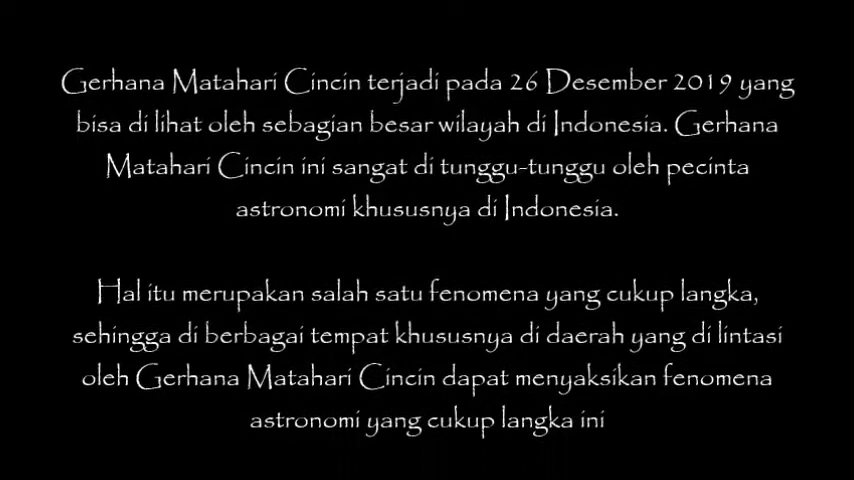 Gerhana Matahari Cincin terjadi pada 26 Desember 2019 yang
bisa di lihat oleh sebagian besar wilayah di Indonesia. Gerhana
Matahari Cincin ini sangat di tunggu-tunggu oleh pecinta
astronomi khususnya di Indonesia.
Hal itu merupakan salah satu fenomena yang cukup langka,
sehingga di berbagai tempat khususnya di daerah yang di lintasi
oleh Gerhana Matahari Cincin dapat menyaksikan fenomena
astronomi yang cukup langka ini